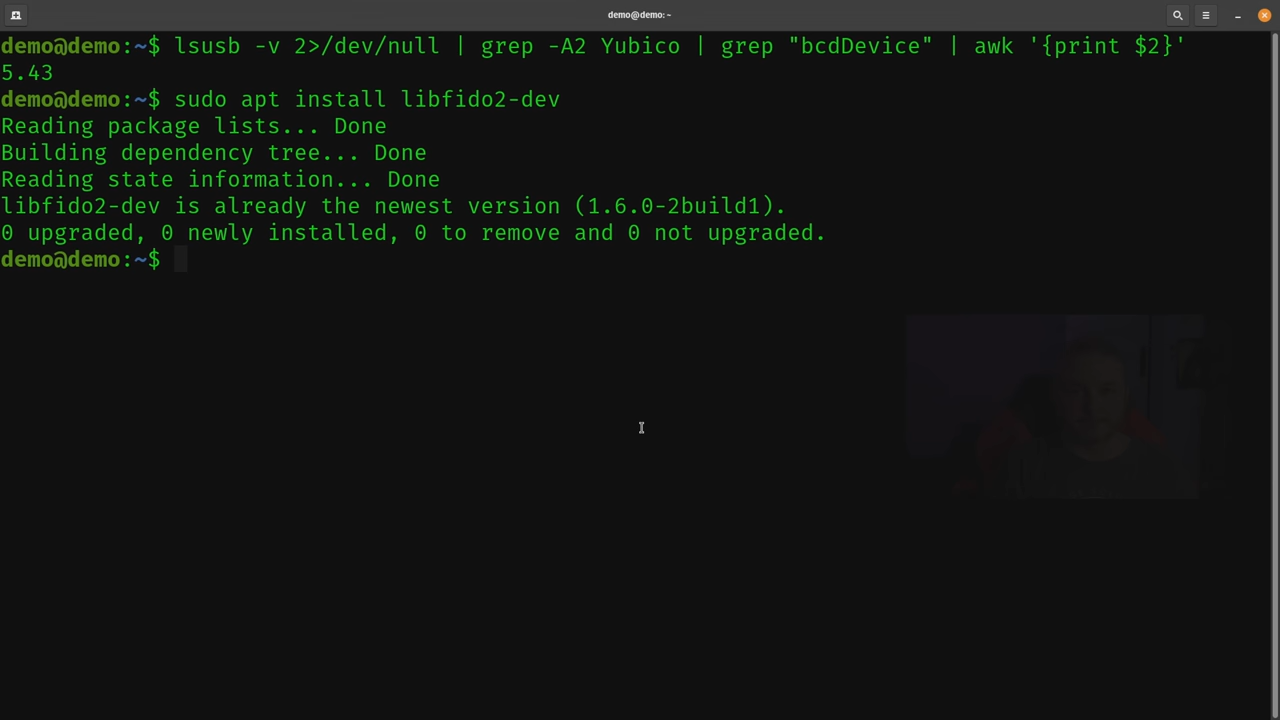 demo@demo: ~
demo@demo:~$ lsusb -v 2>/dev/null | grep -A2 Yubico | grep "bcdDevice" | awk '{print $2}'
5.43
demo@demo:~$ sudo apt install libfido2-dev
Reading package lists... Done
Building dependency tree... Done
Reading state information... Done
libfido2-dev is already the newest version (1.6.0-2build1).
0 upgraded, 0 newly installed, 0 to remove and 0 not upgraded.
demo@demo:~$